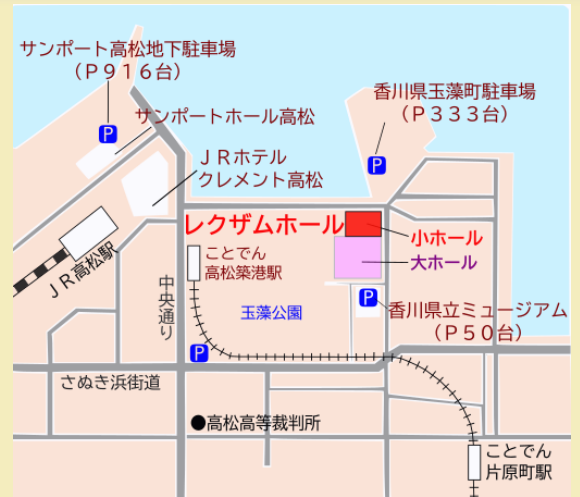 サンポート高松地下駐車場
（Ｐ９１６台）
香川県玉藻町駐車場
（Ｐ３３３台）
P
サンポートホール高松
P
ＪＲホテル
クレメント高松
レクザムホール
小ホール
大ホール
ＪＲ高松駅
ことでん
高松築港駅
中央通り
玉藻公園
P
香川県立ミュージアム
（Ｐ５０台）
P
さぬき浜街道
●高松高等裁判所
ことでん
片原町駅